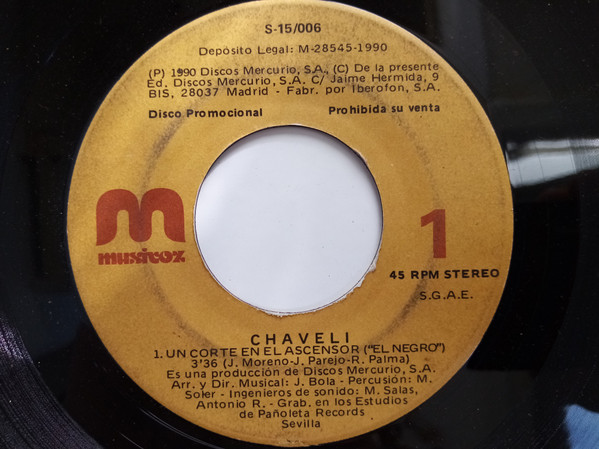 S-15/006
Depósito Legal: M-28545-1990
(P) 1990 Discos Mercurio, S.A., (C) De la presente
Ed. Discos Mercurio, S.A. C/ Jaime Hermida, 9
BIS, 28037 Madrid - Fabr. por Iberofon, S.A.
Disco Promocional Prohibida su venta
musivoz
1
45 RPM STEREO
S.G.A.E.
CHAVELI
1. UN CORTE EN EL ASCENSOR ("EL NEGRO")
3'36 (J. Moreno-J. Parejo-R. Palma)
Es una producción de Discos Mercurio, S.A.
Arr. y Dir. Musical: J. Bola - Percusión: M.
Soler - Ingenieros de sonido: M. Salas,
Antonio R. - Grab. en los Estudios
de Pañoleta Records
Sevilla